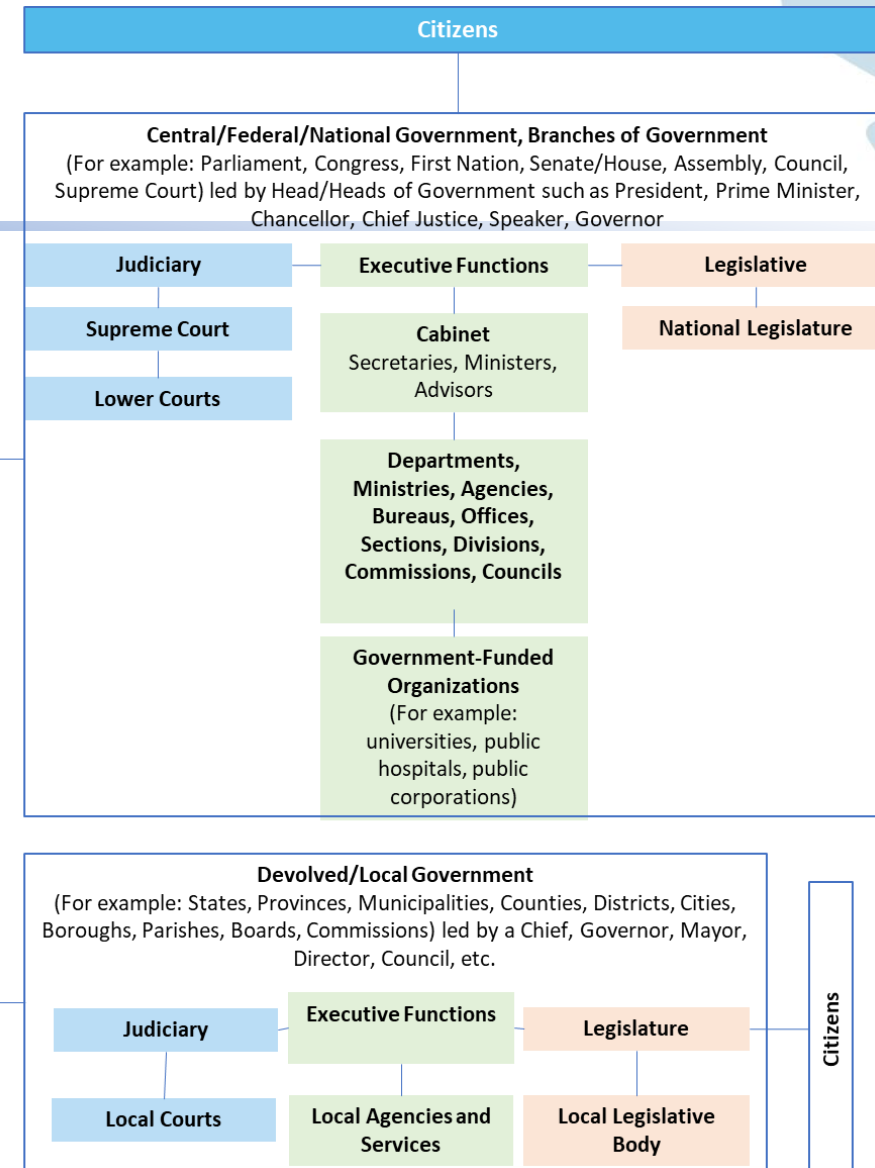 Citizens
Central/Federal/National Government, Branches of Government
(For example: Parliament, Congress, First Nation, Senate/House, Assembly, Council,
Supreme Court) led by Head/Heads of Government such as President, Prime Minister,
Chancellor, Chief Justice, Speaker, Governor
Judiciary
Executive Functions
Legislative
Supreme Court
Cabinet
Secretaries, Ministers,
Advisors
National Legislature
Lower Courts
Departments,
Ministries, Agencies,
Bureaus, Offices,
Sections, Divisions,
Commissions, Councils
Government-Funded
Organizations
(For example:
universities, public
hospitals, public
corporations)
Devolved/Local Government
(For example: States, Provinces, Municipalities, Counties, Districts, Cities,
Boroughs, Parishes, Boards, Commissions) led by a Chief, Governor, Mayor,
Director, Council, etc.
Judiciary
Executive Functions
Legislature
Citizens
Local Courts
Local Agencies and
Services
Local Legislative
Body